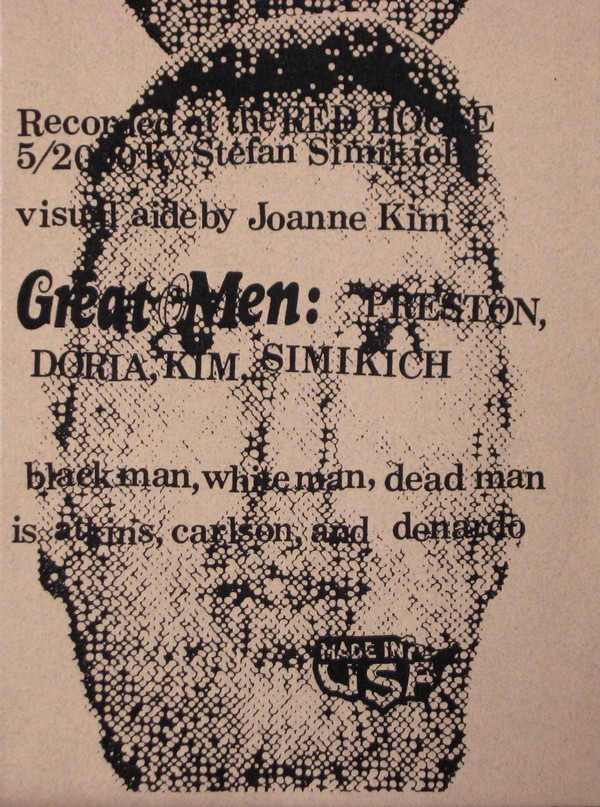 Recorded at the RED HOUSE
5/2000 by Stefan Simikich
visual aide by Joanne Kim
Great Men: PRESTON,
DORIA, KIM, SIMIKICH
black man, white man, dead man
is atkins, carlson, and denardo
MADE IN
USA